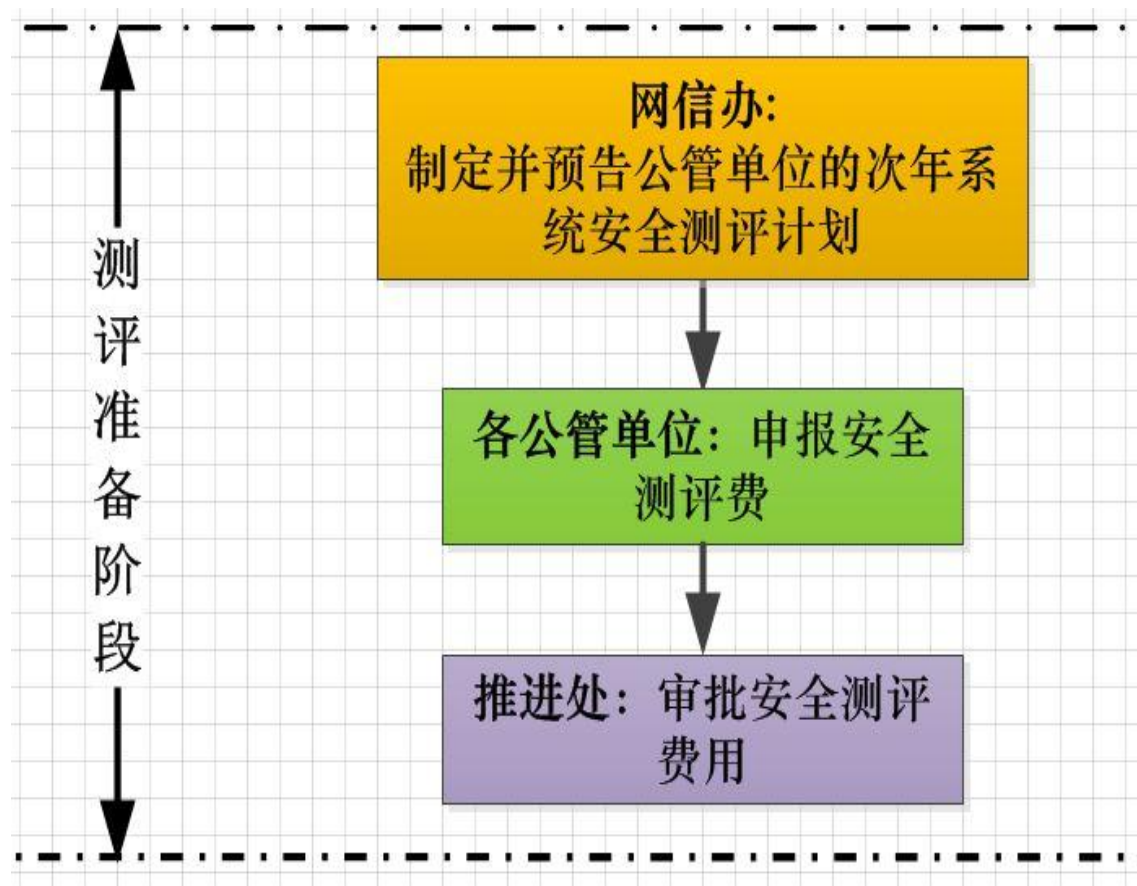 网信办：
制定并预告公管单位的次年系
统安全测评计划
测评准备阶段
各公管单位：申报安全
测评费
推进处：审批安全测评
费用